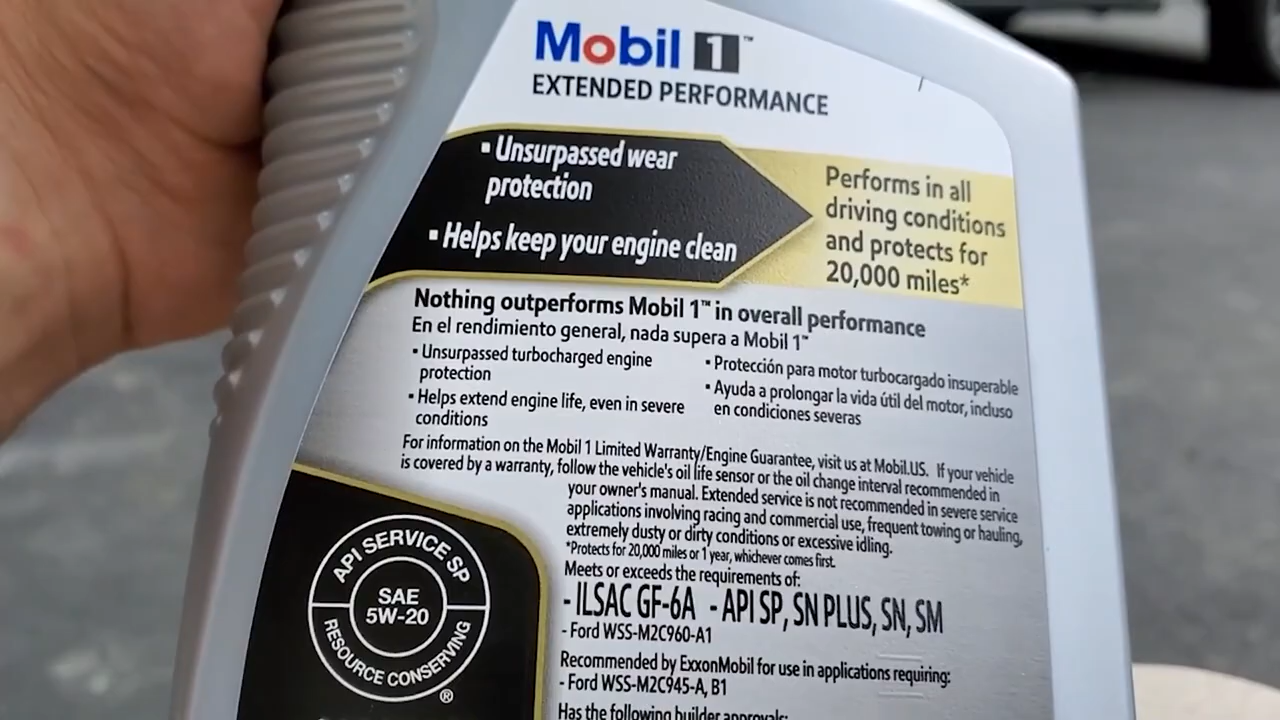 Mobil 1™
EXTENDED PERFORMANCE
▪ Unsurpassed wear
protection
▪ Helps keep your engine clean
Performs in all
driving conditions
and protects for
20,000 miles*
Nothing outperforms Mobil 1™ in overall performance
En el rendimiento general, nada supera a Mobil 1™
▪ Unsurpassed turbocharged engine
protection
▪ Helps extend engine life, even in severe
conditions
▪ Protección para motor turbocargado insuperable
▪ Ayuda a prolongar la vida útil del motor, incluso
en condiciones severas
For information on the Mobil 1 Limited Warranty/Engine Guarantee, visit us at Mobil.US. If your vehicle
is covered by a warranty, follow the vehicle's oil life sensor or the oil change interval recommended in
your owner's manual. Extended service is not recommended in severe service
applications involving racing and commercial use, frequent towing or hauling,
extremely dusty or dirty conditions or excessive idling.
*Protects for 20,000 miles or 1 year, whichever comes first.
Meets or exceeds the requirements of:
- ILSAC GF-6A - API SP, SN PLUS, SN, SM
- Ford WSS-M2C960-A1
Recommended by ExxonMobil for use in applications requiring:
- Ford WSS-M2C945-A, B1
Has the following builder approvals:
API SERVICE SP
SAE
5W-20
RESOURCE CONSERVING
®